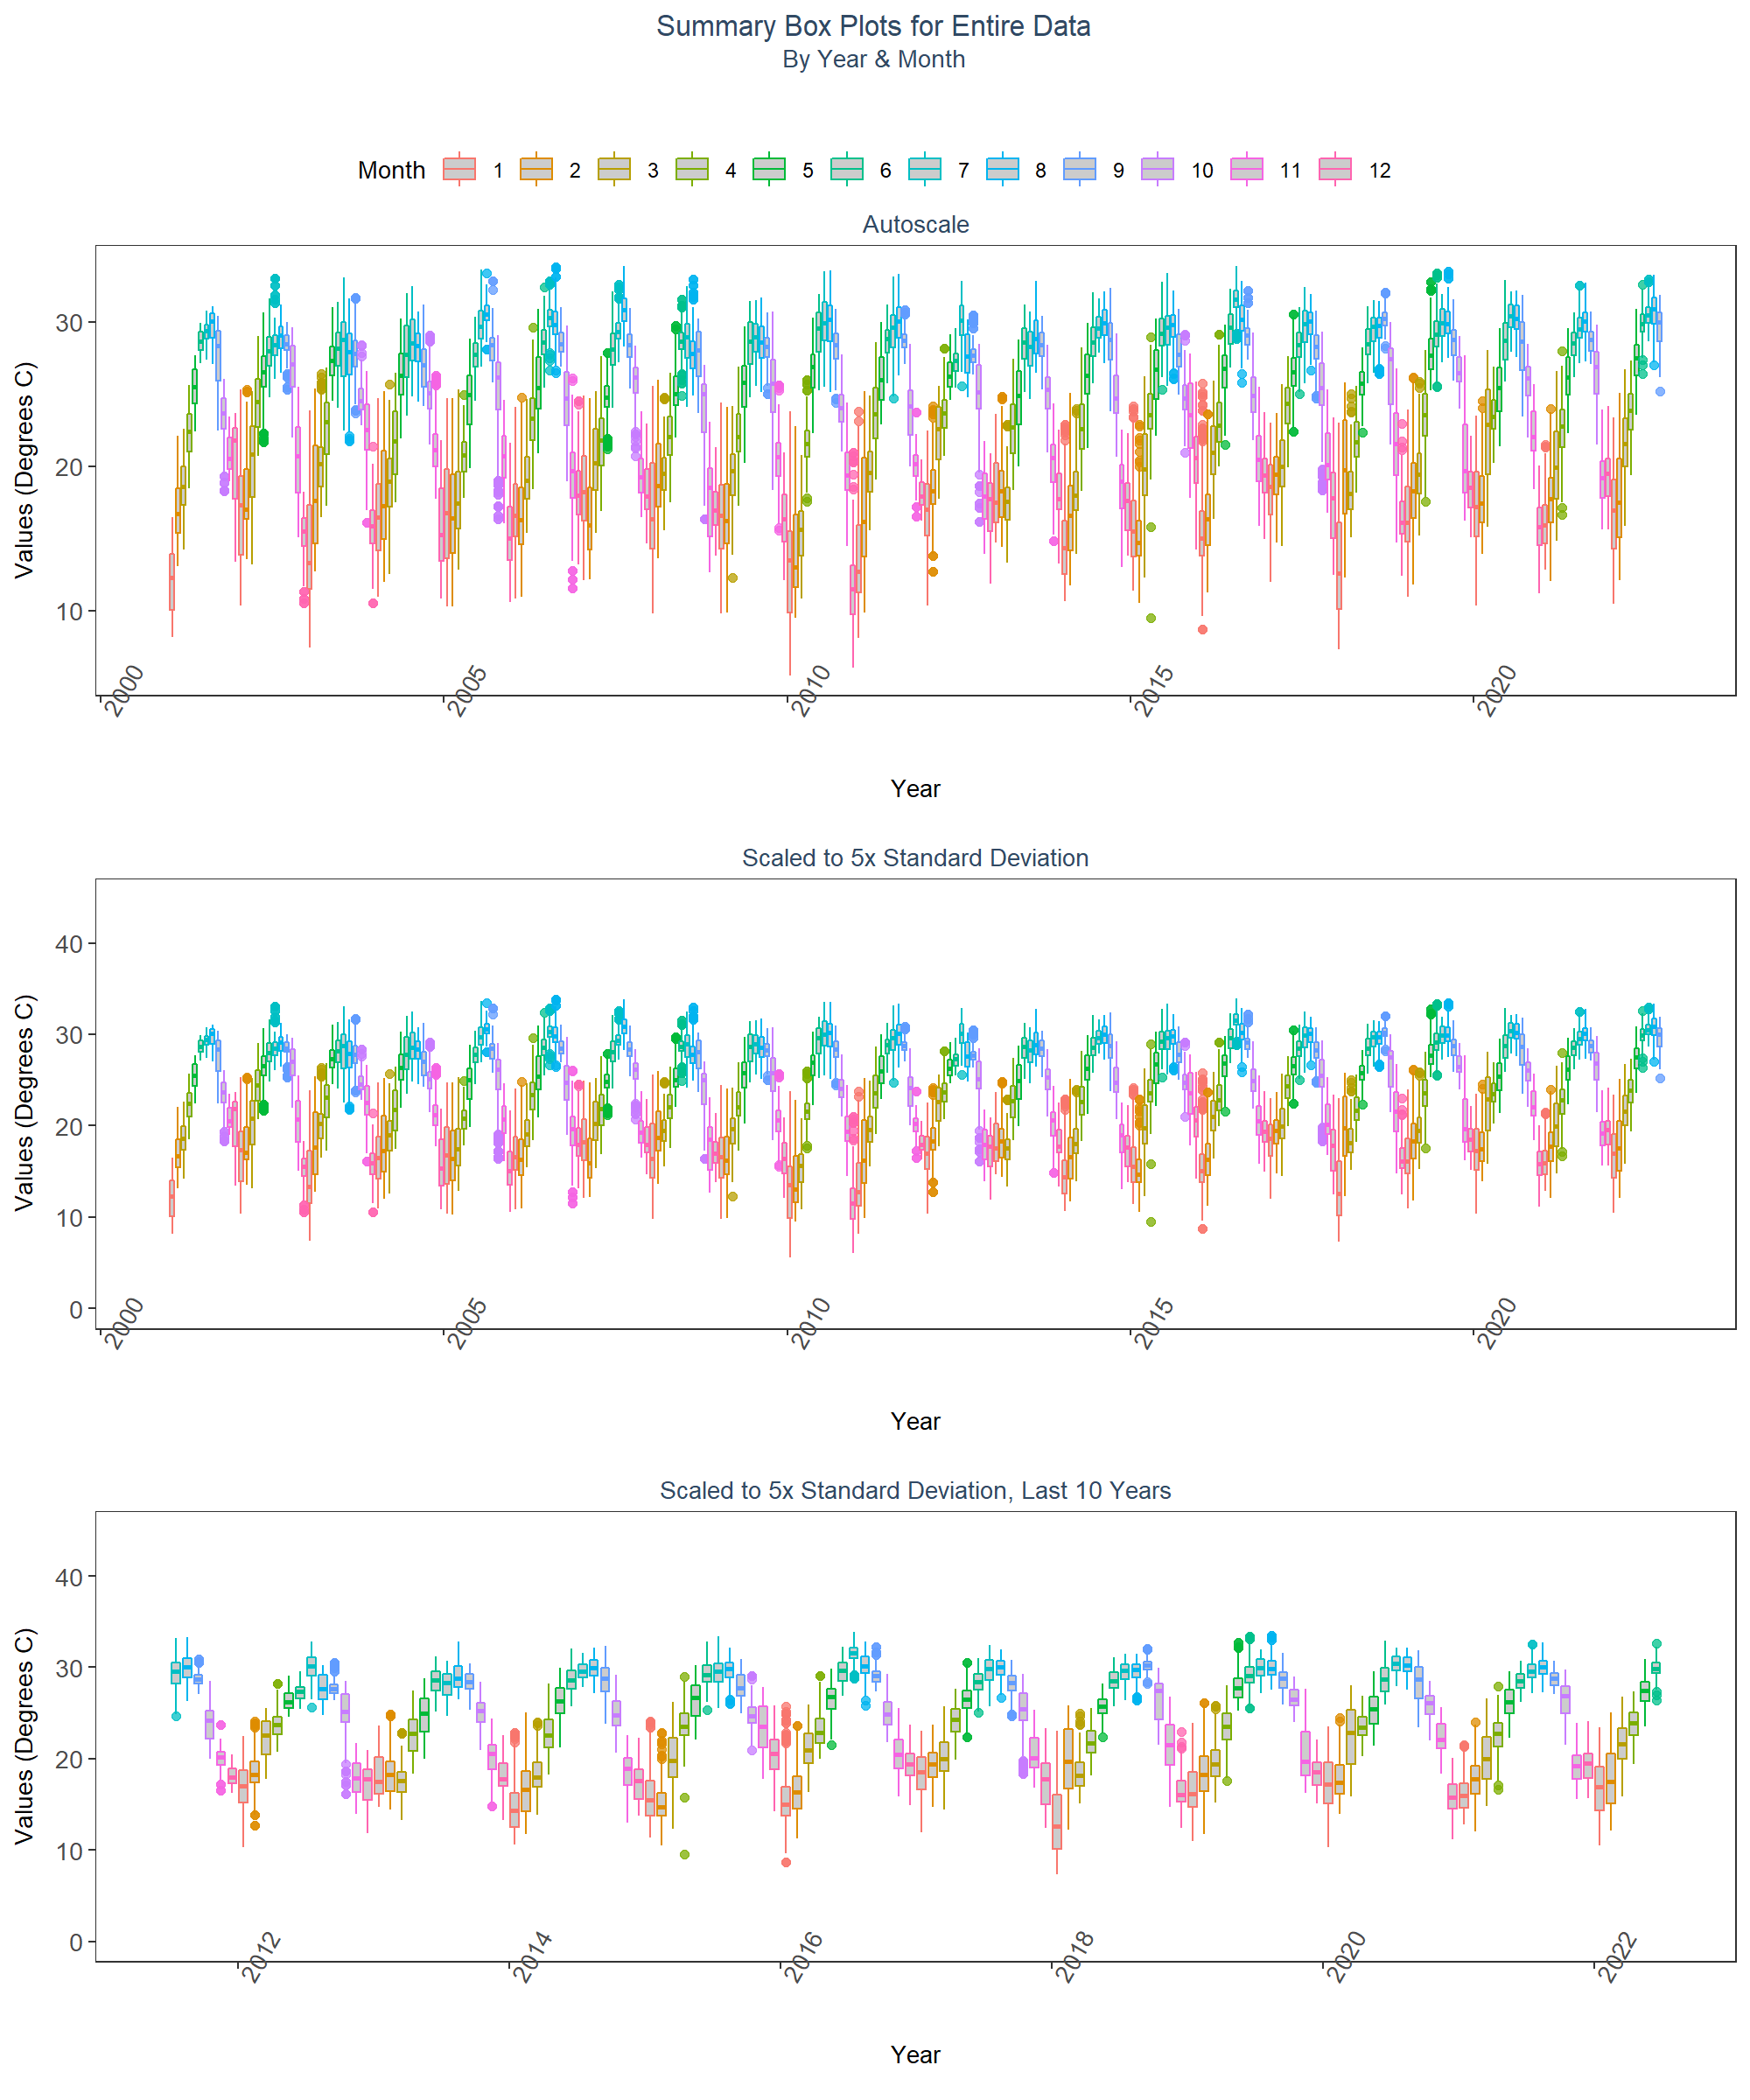 Summary Box Plots for Entire Data
By Year & Month
Month 1 2 3 4 5 6 7 8 9 10 11 12
Autoscale
Values (Degrees C)
30
20
10
2000 2005 2010 2015 2020
Year
Scaled to 5x Standard Deviation
Values (Degrees C)
40
30
20
10
0
2000 2005 2010 2015 2020
Year
Scaled to 5x Standard Deviation, Last 10 Years
Values (Degrees C)
40
30
20
10
0
2012 2014 2016 2018 2020 2022
Year